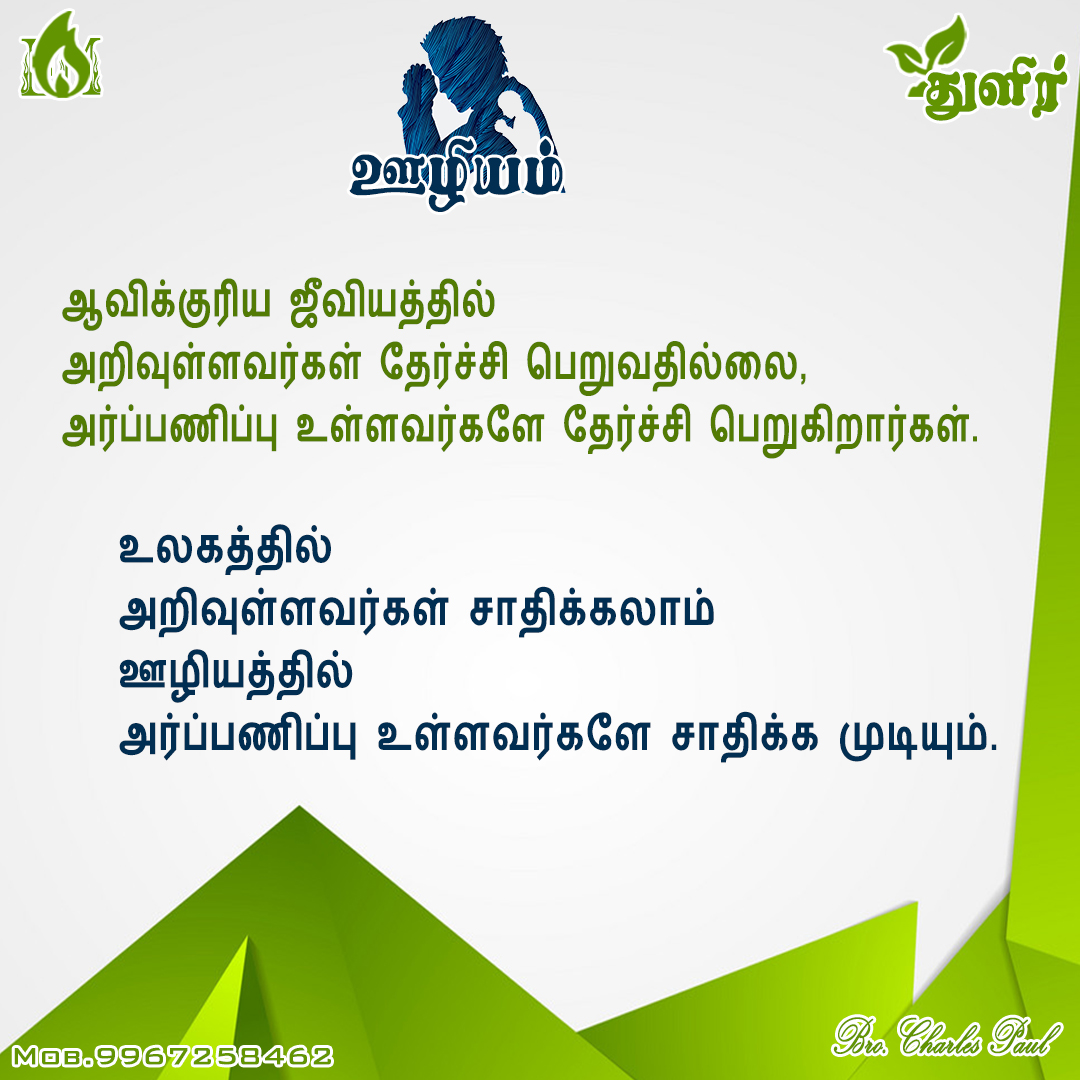 துளிர்
ஊழியம்
ஆவிக்குரிய ஜீவியத்தில்
அறிவுள்ளவர்கள் தேர்ச்சி பெறுவதில்லை,
அர்ப்பணிப்பு உள்ளவர்களே தேர்ச்சி பெறுகிறார்கள்.
உலகத்தில்
அறிவுள்ளவர்கள் சாதிக்கலாம்
ஊழியத்தில்
அர்ப்பணிப்பு உள்ளவர்களே சாதிக்க முடியும்.
Mob.9967258462
Bro. Charles Paul